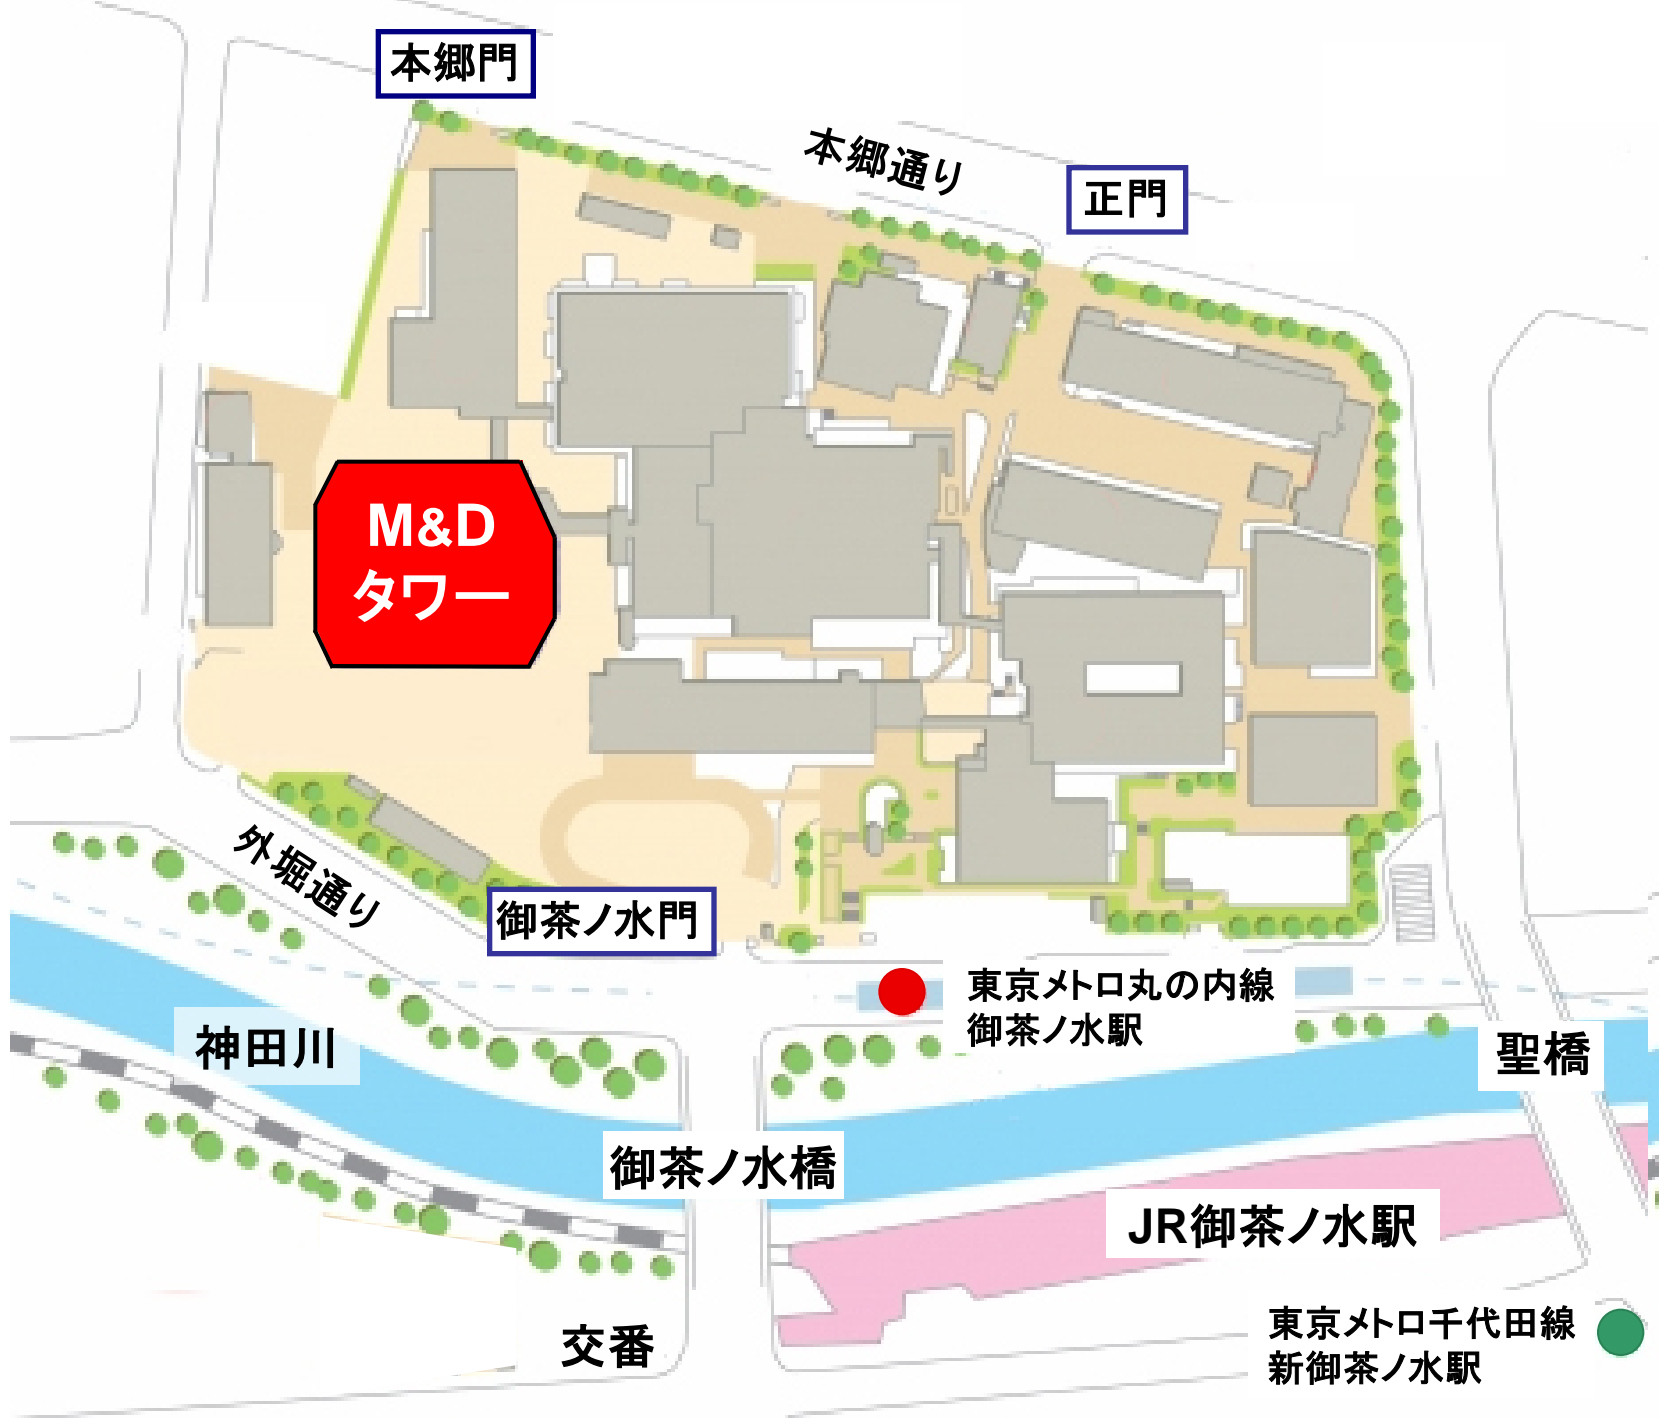 本郷門
本郷通り
正門
M&D
タワー
外堀通り
御茶ノ水門
東京メトロ丸の内線
御茶ノ水駅
神田川
聖橋
御茶ノ水橋
JR御茶ノ水駅
交番
東京メトロ千代田線
新御茶ノ水駅